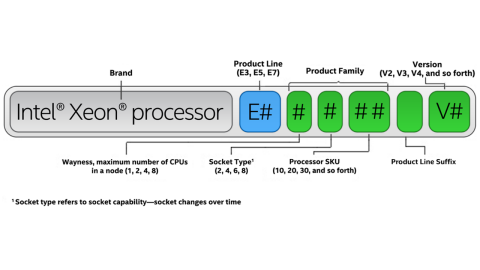 Product Line
(E3, E5, E7)
Version
(V2, V3, V4, and so forth)
Brand
Product Family
Intel® Xeon® processor
E#
#
#
##
V#
Wayness, maximum number of CPUs
in a node (1, 2, 4, 8)
Socket Type¹
(2, 4, 6, 8)
Processor SKU
(10, 20, 30, and so forth)
Product Line Suffix
¹ Socket type refers to socket capability—socket changes over time